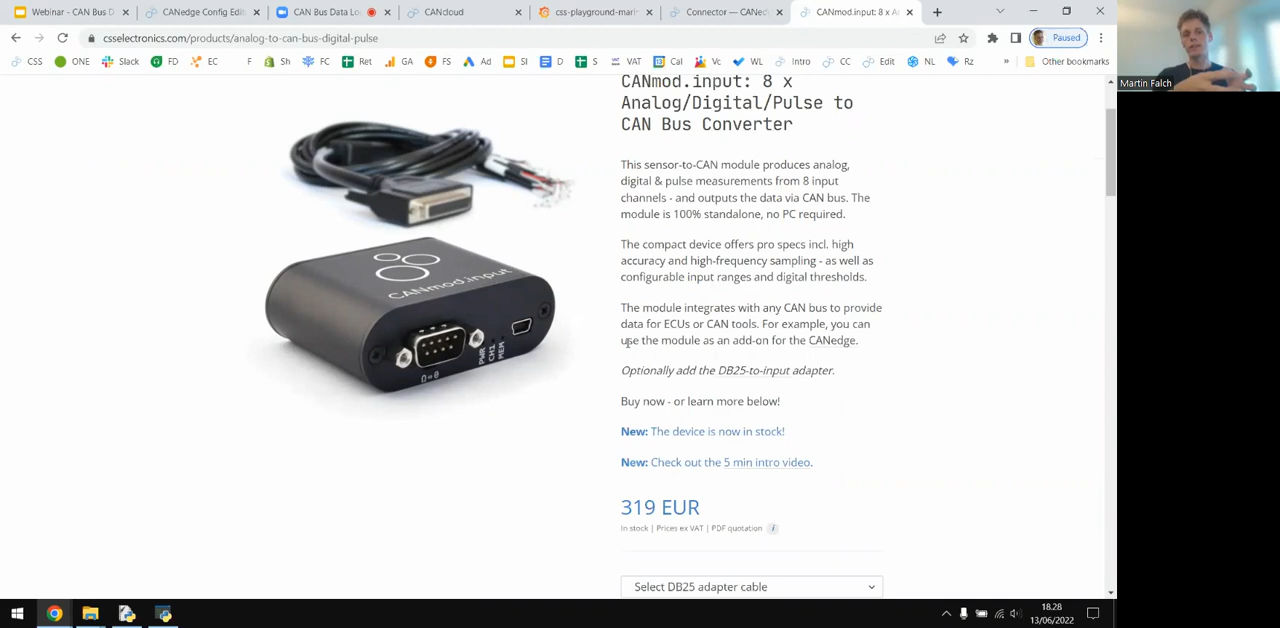 Webinar - CAN Bus D
CANedge Config Edit
CAN Bus Data Lo
CANcloud
css-playground-mari
Connector — CANed
CANmod.input: 8 x A
csselectronics.com/products/analog-to-can-bus-digital-pulse
Paused
CSS
ONE
Slack
FD
EC
F
Sh
FC
Ret
GA
FS
Ad
SI
D
S
VAT
Cal
Vc
WL
Intro
CC
Edit
NL
Rz
»
Other bookmarks
Martin Falch
CANmod.input: 8 x
Analog/Digital/Pulse to
CAN Bus Converter
This sensor-to-CAN module produces analog,
digital & pulse measurements from 8 input
channels - and outputs the data via CAN bus. The
module is 100% standalone, no PC required.
The compact device offers pro specs incl. high
accuracy and high-frequency sampling - as well as
configurable input ranges and digital thresholds.
The module integrates with any CAN bus to provide
data for ECUs or CAN tools. For example, you can
use the module as an add-on for the CANedge.
Optionally add the DB25-to-input adapter.
Buy now - or learn more below!
New: The device is now in stock!
New: Check out the 5 min intro video.
319 EUR
In stock | Prices ex VAT | PDF quotation i
Select DB25 adapter cable
CANmod.input
PWR
CH1
MEM
18.28
13/06/2022